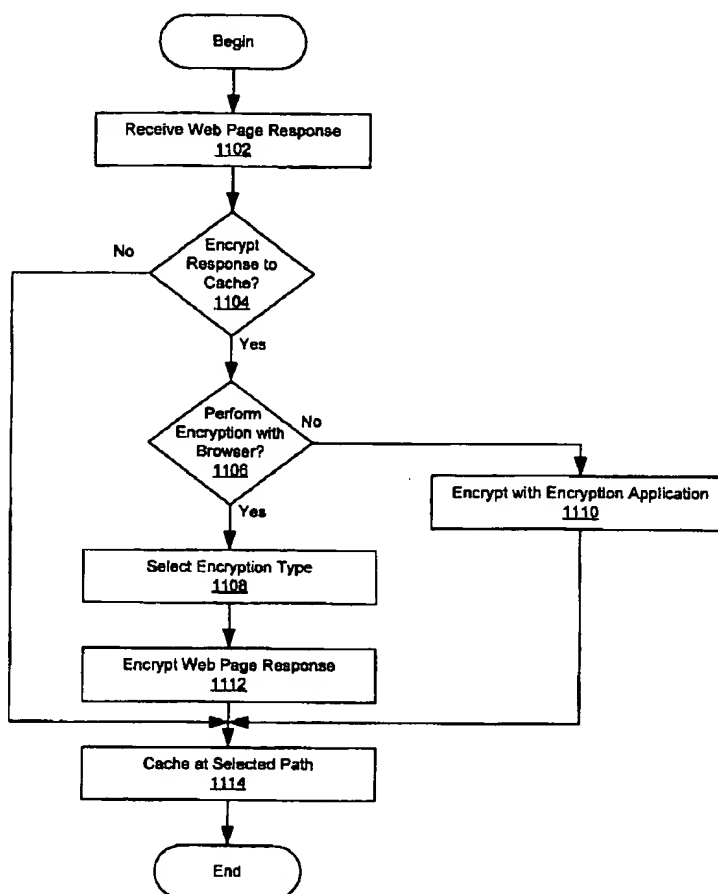 Begin
Receive Web Page Response
1102
No
Encrypt
Response to
Cache?
1104
Yes
Perform
Encryption with
Browser?
1106
No
Yes
Encrypt with Encryption Application
1110
Select Encryption Type
1108
Encrypt Web Page Response
1112
Cache at Selected Path
1114
End